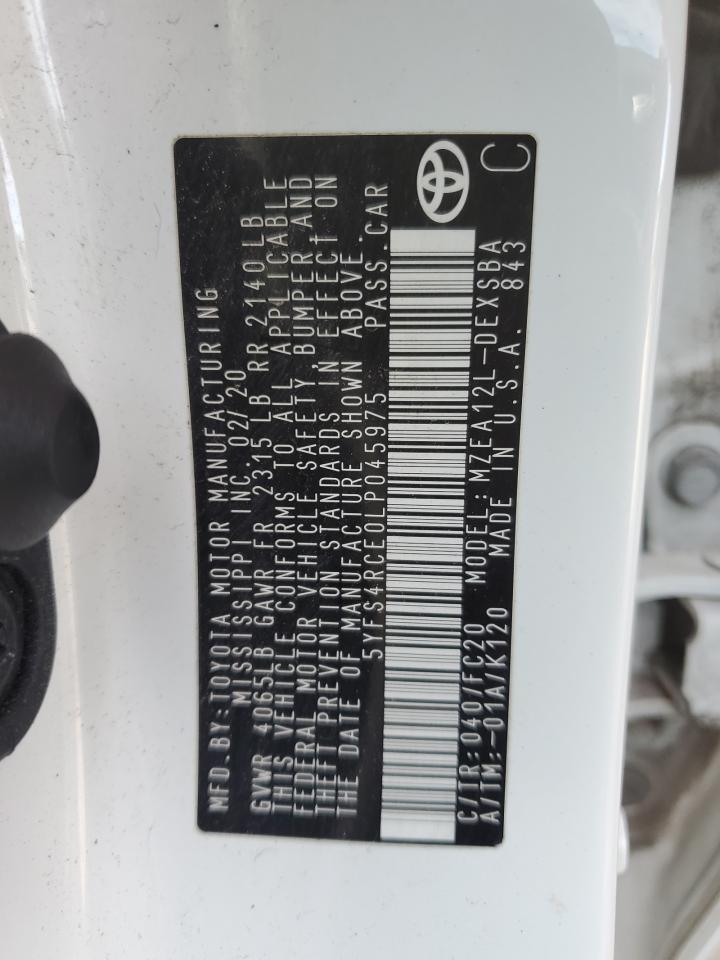 MFD.BY:TOYOTA MOTOR MANUFACTURING
MISSISSIPPI INC. 02/20
GVWR 4065LB GAWR FR 2315 LB RR 2140LB
THIS VEHICLE CONFORMS TO ALL APPLICABLE
FEDERAL MOTOR VEHICLE SAFETY, BUMPER AND
THEFT PREVENTION STANDARDS IN EFFECT ON
THE DATE OF MANUFACTURE SHOWN ABOVE.
5YFS4RCE0LP045975 PASS.CAR
C/TR:040/FC20 MODEL:MZEA12L-DEXSBA
A/TM:-01A/K120 MADE IN U.S.A. 843
C